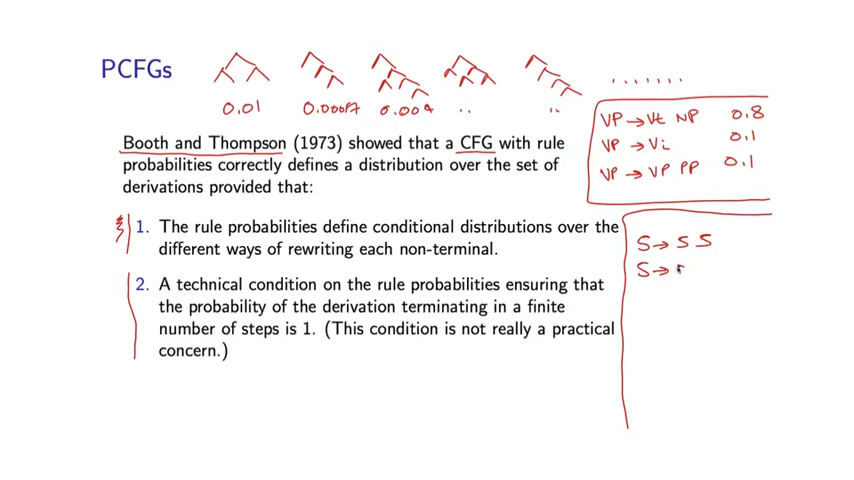 PCFGs
0.01 0.00017 0.004 .. .. .......
VP → Vt NP 0.8
VP → Vi 0.1
VP → VP PP 0.1
Booth and Thompson (1973) showed that a CFG with rule
probabilities correctly defines a distribution over the set of
derivations provided that:
1. The rule probabilities define conditional distributions over the
different ways of rewriting each non-terminal.
2. A technical condition on the rule probabilities ensuring that
the probability of the derivation terminating in a finite
number of steps is 1. (This condition is not really a practical
concern.)
S → S S
S →